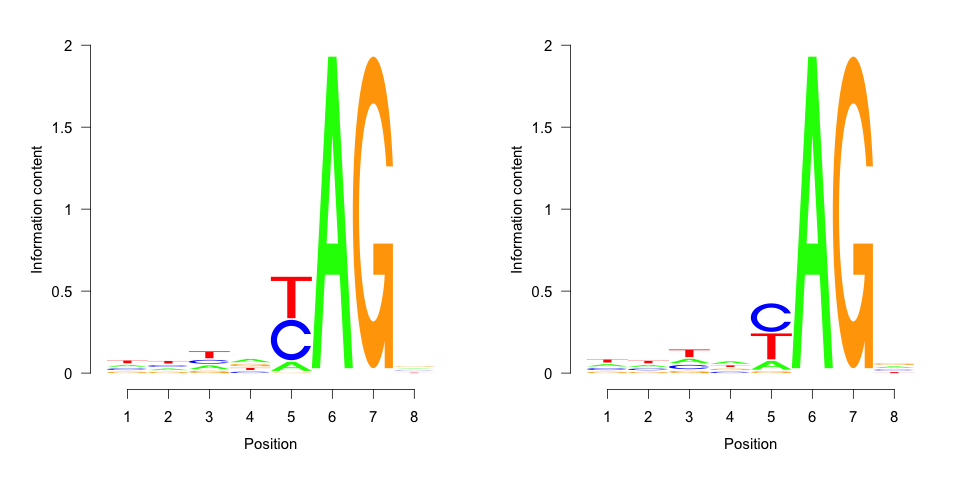 2
1.5
1
0.5
0
Information content
T
C
A
A
G
1 2 3 4 5 6 7 8
Position
2
1.5
1
0.5
0
Information content
C
T
A
A
G
1 2 3 4 5 6 7 8
Position